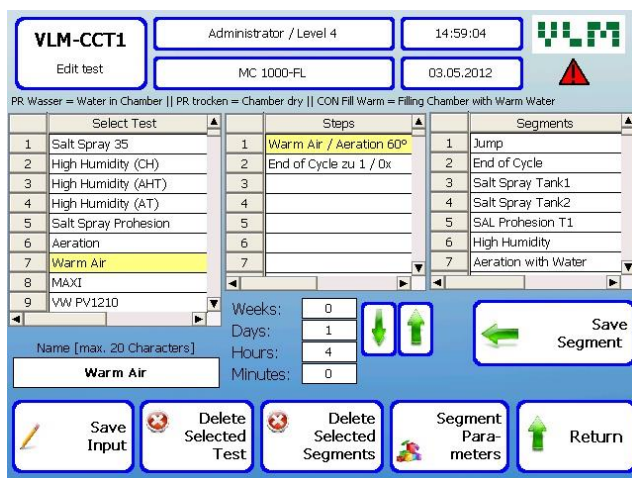 VLM-CCT1
Edit test
Administrator / Level 4
14:59:04
VLM
MC 1000-FL
03.05.2012
PR Wasser = Water in Chamber || PR trocken = Chamber dry || CON Fill Warm = Filling Chamber with Warm Water
Select Test
1 Salt Spray 35
2 High Humidity (CH)
3 High Humidity (AHT)
4 High Humidity (AT)
5 Salt Spray Prohesion
6 Aeration
7 Warm Air
8 MAXI
9 VW PV1210
Steps
1 Warm Air / Aeration 60º
2 End of Cycle zu 1 / 0x
3
4
5
6
7
Segments
1 Jump
2 End of Cycle
3 Salt Spray Tank1
4 Salt Spray Tank2
5 SAL Prohesion T1
6 High Humidity
7 Aeration with Water
Name [max. 20 Characters]
Warm Air
Weeks: 0
Days: 1
Hours: 4
Minutes: 0
Save
Segment
Save
Input
Delete
Selected
Test
Delete
Selected
Segments
Segment
Para-
meters
Return